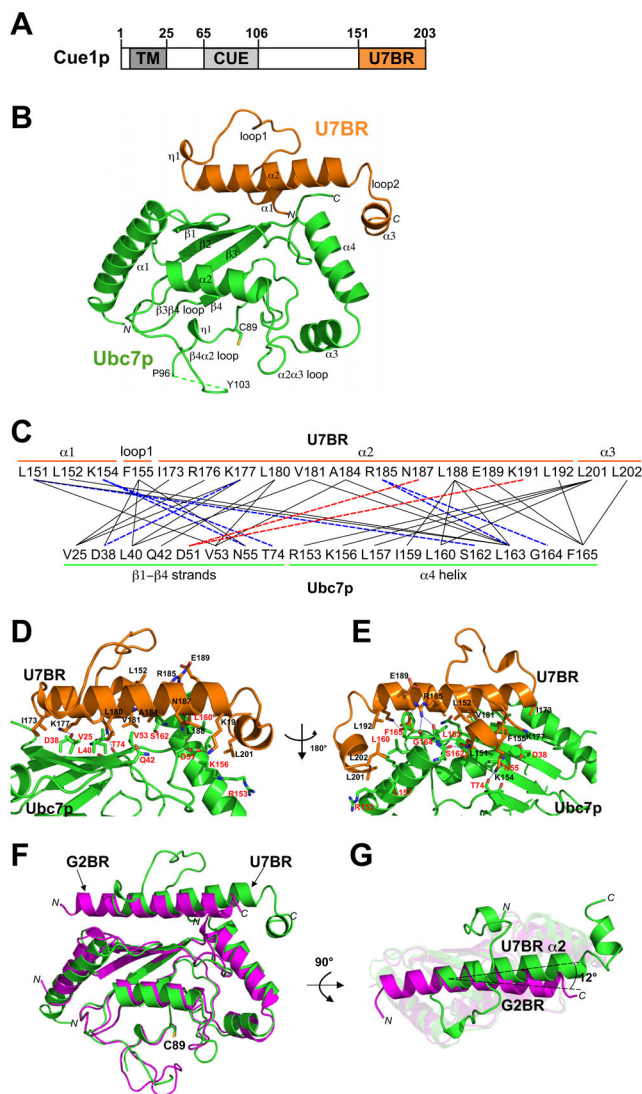 A
1 25 65 106 151 203
Cue1p TM CUE U7BR
B
U7BR
loop1
η1
α2
loop2
α1
N
C
C
α3
β1
β2
α4
β3
α1
α2
β3β4 loop
β4
N
η1
C89
α3
β4α2 loop
Ubc7p
α2α3 loop
P96
Y103
C
U7BR
α1 loop1 α2 α3
L151 L152 K154 F155 I173 R176 K177 L180 V181 A184 R185 N187 L188 E189 K191 L192 L201 L202
V25 D38 L40 Q42 D51 V53 N55 T74 R153 K156 L157 I159 L160 S162 L163 G164 F165
β1–β4 strands α4 helix
Ubc7p
D
U7BR
E189
R185
L152
N187
A184
L180
L160
K191
I173
K177
V181
L188
V25
V53
S162
D38
T74
L201
L40
Q42
K156
R153
Ubc7p
180°
E
U7BR
E189
R185
L152
V181
I173
L192
F165
F155
K177
L160
G164
L151
D38
L202
S162
N55
L201
K154
T74
Ubc7p
F
G2BR
U7BR
N
C
N
C
N
N
C89
90°
G
N
C
U7BR α2
12°
G2BR
C
N